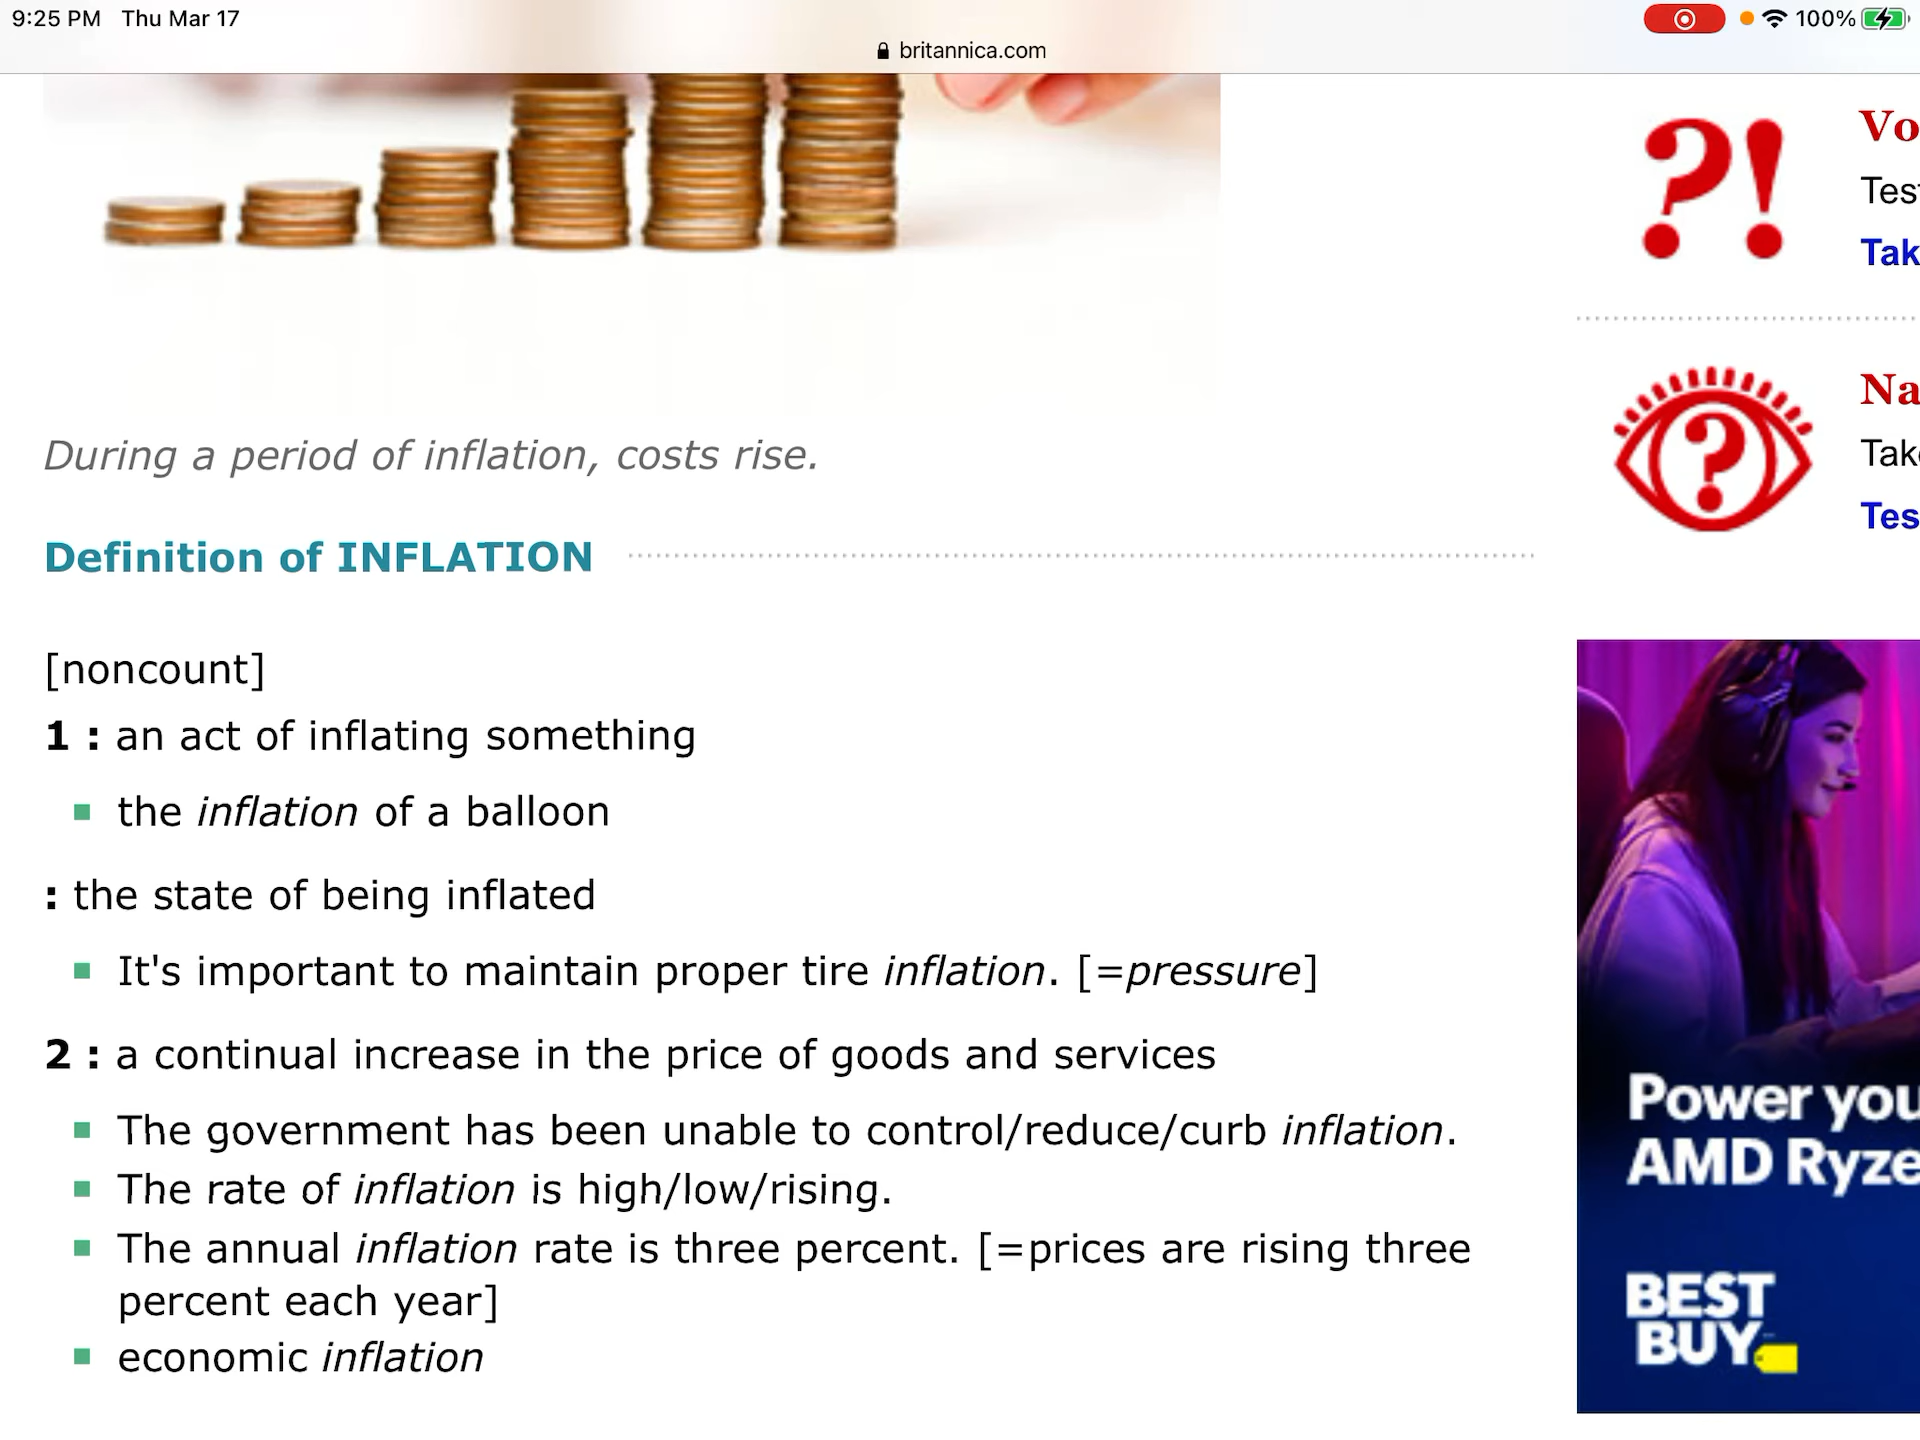 9:25 PM Thu Mar 17
100%
britannica.com
During a period of inflation, costs rise.
Definition of INFLATION
[noncount]
1 : an act of inflating something
the inflation of a balloon
: the state of being inflated
It's important to maintain proper tire inflation. [=pressure]
2 : a continual increase in the price of goods and services
The government has been unable to control/reduce/curb inflation.
The rate of inflation is high/low/rising.
The annual inflation rate is three percent. [=prices are rising three
percent each year]
economic inflation
?!
Vo
Tes
Tak
?
Na
Tak
Tes
Power you
AMD Ryze
BEST
BUY